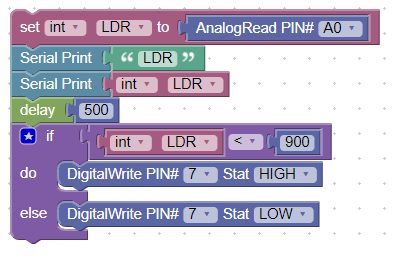 set int LDR to AnalogRead PIN# A0
Serial Print “ LDR ”
Serial Print int LDR
delay 500
if int LDR < 900
do DigitalWrite PIN# 7 Stat HIGH
else DigitalWrite PIN# 7 Stat LOW